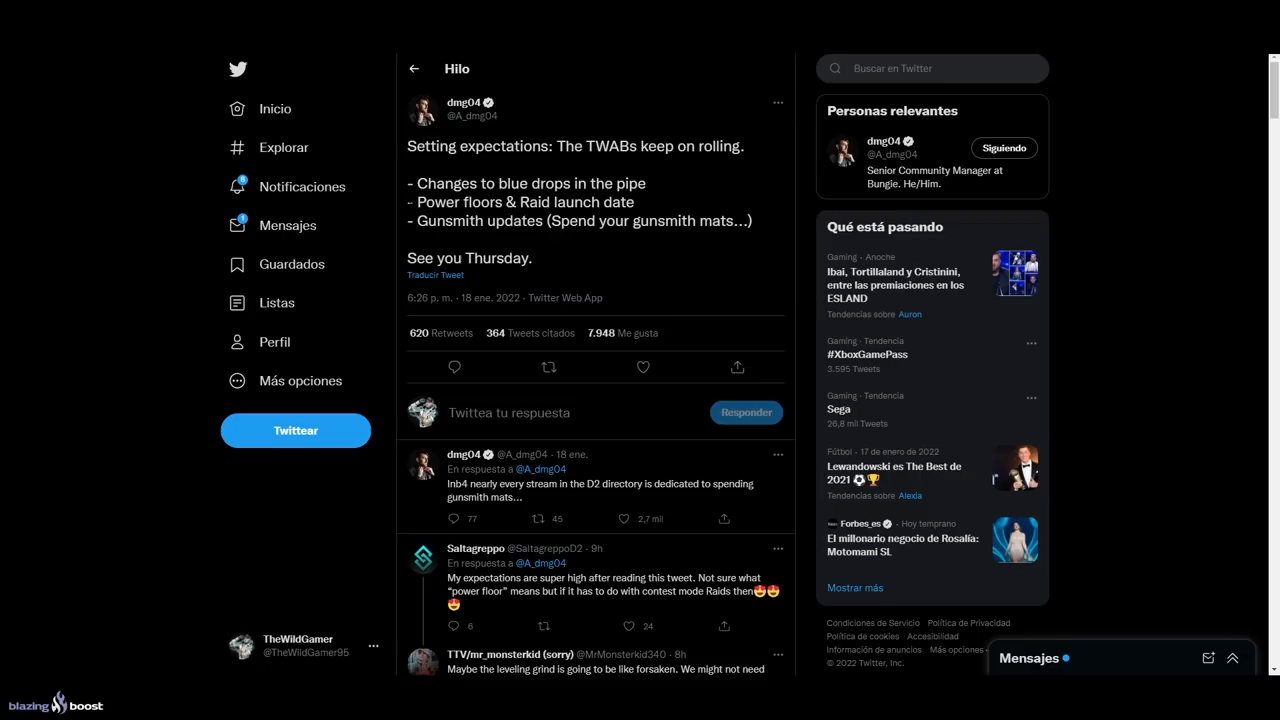 Hilo
Buscar en Twitter
Inicio
Explorar
8
Notificaciones
1
Mensajes
Guardados
Listas
Perfil
Más opciones
Twittear
TheWildGamer
@TheWildGamer95
dmg04
@A_dmg04
Setting expectations: The TWABs keep on rolling.
- Changes to blue drops in the pipe
- Power floors & Raid launch date
- Gunsmith updates (Spend your gunsmith mats...)
See you Thursday.
Traducir Tweet
6:26 p. m. · 18 ene. 2022 · Twitter Web App
620 Retweets 364 Tweets citados 7.948 Me gusta
Twittea tu respuesta
Responder
dmg04 @A_dmg04 · 18 ene.
En respuesta a @A_dmg04
Inb4 nearly every stream in the D2 directory is dedicated to spending
gunsmith mats...
77 45 2,7 mil
Saltagreppo @SaltagreppoD2 · 9h
En respuesta a @A_dmg04
My expectations are super high after reading this tweet. Not sure what
“power floor” means but if it has to do with contest mode Raids then😍😍
😍
6 24
TTV/mr_monsterkid (sorry) @MrMonsterkid340 · 8h
Maybe the leveling grind is going to be like forsaken. We might not need
Personas relevantes
dmg04
@A_dmg04
Siguiendo
Senior Community Manager at
Bungie. He/Him.
Qué está pasando
Gaming · Anoche
Ibai, Tortillaland y Cristinini,
entre las premiaciones en los
ESLAND
Tendencias sobre Auron
Gaming · Tendencia
#XboxGamePass
3.595 Tweets
Gaming · Tendencia
Sega
26,8 mil Tweets
Fútbol · 17 de enero de 2022
Lewandowski es The Best de
2021 ⚽🏆
Tendencias sobre Alexia
Forbes_es · Hoy temprano
El millonario negocio de Rosalía:
Motomami SL
Mostrar más
Condiciones de Servicio Política de Privacidad
Política de cookies Accesibilidad
Información de anuncios Más opciones
© 2022 Twitter, Inc.
Mensajes
blazing boost